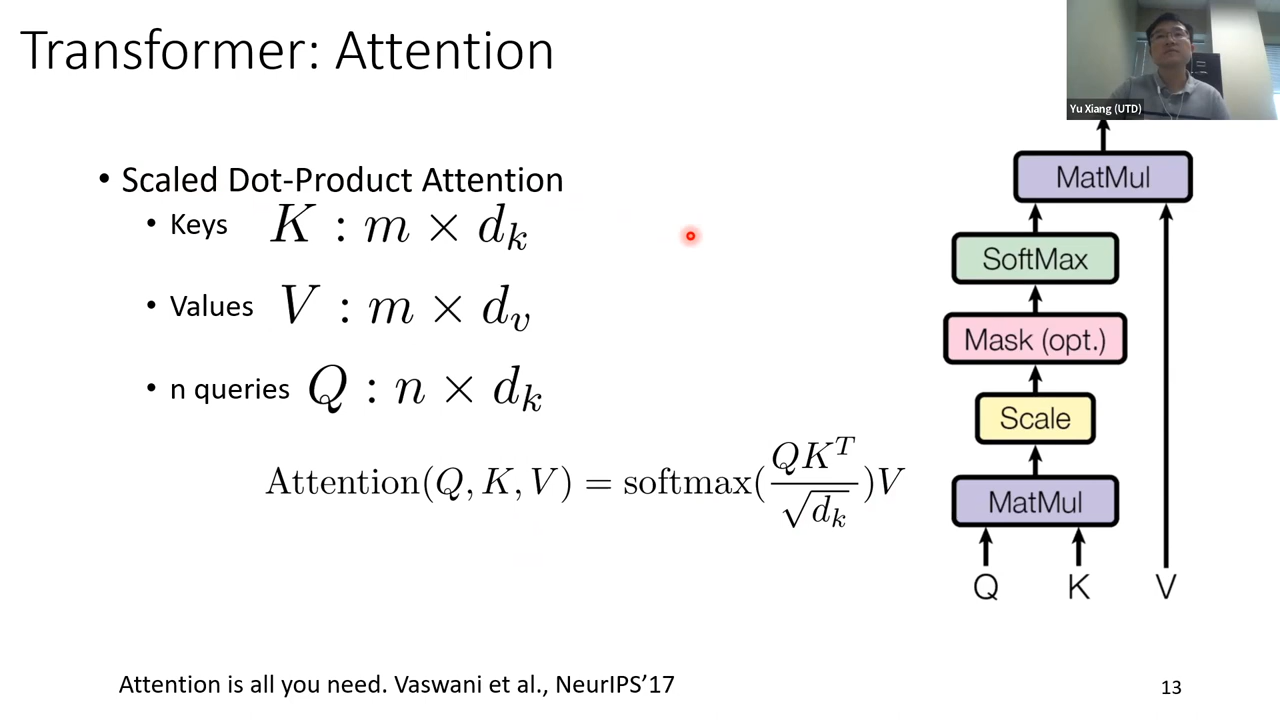 Transformer: Attention
Yu Xiang (UTD)
• Scaled Dot-Product Attention
• Keys K : m × d_k
• Values V : m × d_v
• n queries Q : n × d_k
Attention(Q, K, V) = softmax(QK^T / √d_k)V
MatMul
SoftMax
Mask (opt.)
Scale
MatMul
Q K V
Attention is all you need. Vaswani et al., NeurIPS’17
13